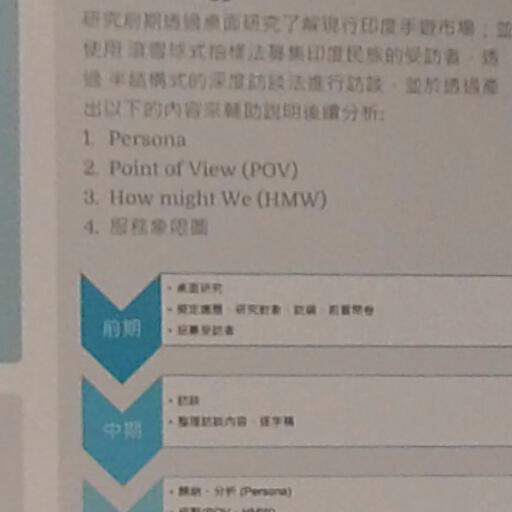 研究前期透過桌面研究了解現行印度手遊市場；並
使用 滾雪球式抽樣法募集印度民族的受訪者，透
過 半結構式的深度訪談法進行訪談，並於透過產
出以下的內容來輔助說明後續分析:
1. Persona
2. Point of View (POV)
3. How might We (HMW)
4. 服務象限圖
前期
• 桌面研究
• 擬定議題、研究對象、訪綱、前置問卷
• 招募受訪者
中期
• 訪談
• 整理訪談內容、逐字稿
• 歸納、分析 (Persona)